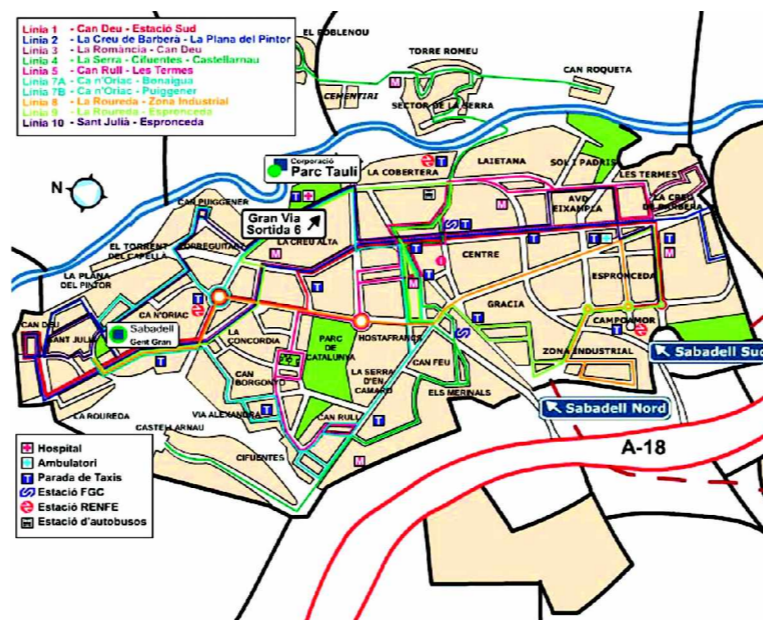 Línia 1 - Can Deu - Estació Sud
Línia 2 - La Creu de Barberà - La Plana del Pintor
Línia 3 - La Romància - Can Deu
Línia 4 - La Serra - Cifuentes - Castellarnau
Línia 5 - Can Rull - Les Termes
Línia 7A - Ca n'Oriac - Bonaigua
Línia 7B - Ca n'Oriac - Puiggener
Línia 8 - La Roureda - Zona Industrial
Línia 9 - La Roureda - Espronceda
Línia 10 - Sant Julià - Espronceda
EL POBLENOU
TORRE ROMEU
CAN ROQUETA
CEMENTIRI
SECTOR DE LA SERRA
Corporació
Parc Taulí
LA COBERTERA
LAIETANA
SOL I PADRIS
LES TERMES
N
CAN PUIGGENER
Gran Via
Sortida 6
AVD
EIXAMPLA
LA CREU
DE BARBERA
EL TORRENT
DEL CAPELLÀ
TORREGUITART
LA CREU ALTA
CENTRE
LA PLANA
DEL PINTOR
ESPRONCEDA
CA N'ORIAC
GRACIA
CAN DEU
SANT JULIA
Sabadell
Gent Gran
LA
CONCORDIA
PARC
DE
CATALUNYA
HOSTAFRANCS
CAMPOAMOR
ZONA INDUSTRIAL
Sabadell Sud
CAN
BORGONYO
LA SERRA
D'EN
CAMARO
CAN FEU
ELS MERINALS
Sabadell Nord
LA ROUREDA
VIA ALEXANDRA
CAN RULL
CASTELLARNAU
CIFUENTES
A-18
Hospital
Ambulatori
T Parada de Taxis
Estació FGC
Estació RENFE
Estació d'autobusos